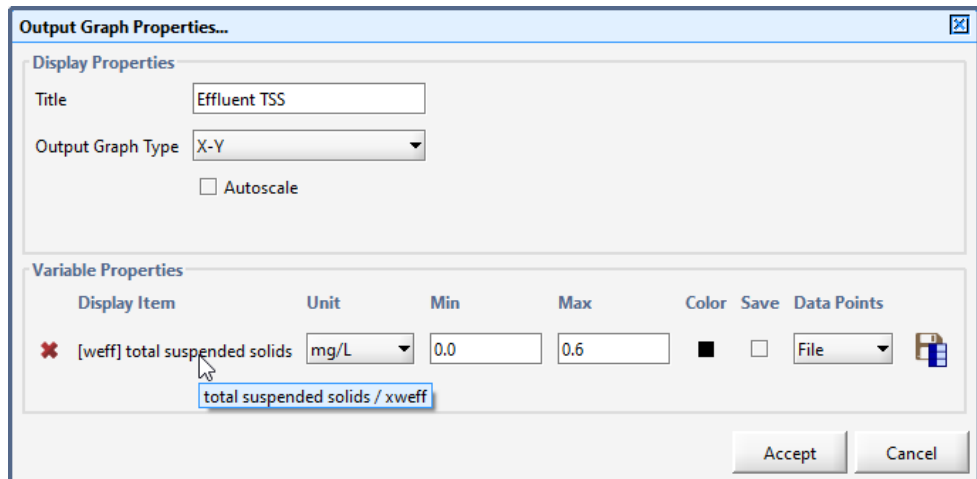 Output Graph Properties...
Display Properties
Title Effluent TSS
Output Graph Type X-Y
Autoscale
Variable Properties
Display Item Unit Min Max Color Save Data Points
[weff] total suspended solids mg/L 0.0 0.6 File
total suspended solids / xweff
Accept Cancel